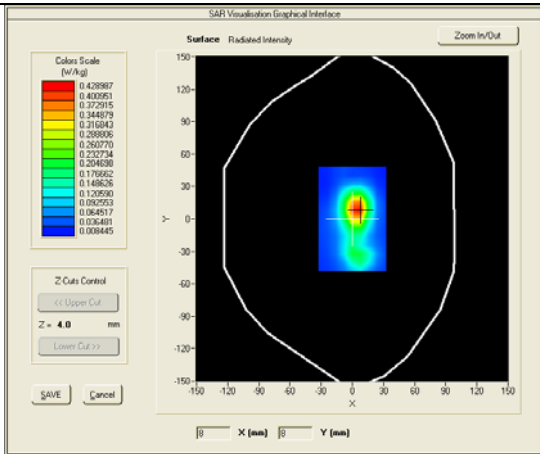 SAR Visualisation Graphical Interface
Surface Radiated Intensity
Zoom In/Out
Colors Scale
(W/kg)
0.428987
0.400951
0.372915
0.344879
0.316843
0.288806
0.260770
0.232734
0.204698
0.176662
0.148626
0.120590
0.092553
0.064517
0.036481
0.008445
150
120
90
60
30
0
-30
-60
-90
-120
-150
Y
-150 -120 -90 -60 -30 0 30 60 90 120 150
X
Z-Cuts Control
<< Upper Cut
Z = 4.0 mm
Lower Cut >>
SAVE Cancel
8 X (mm) 8 Y (mm)